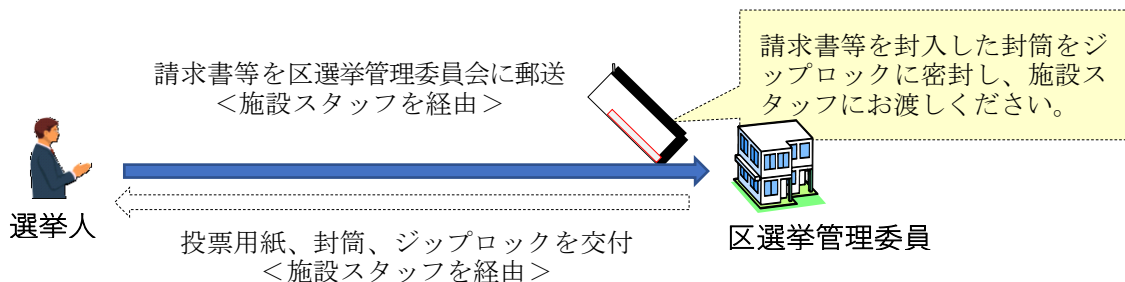 請求書等を封入した封筒をジ
ップロックに密封し、施設ス
タッフにお渡しください。
請求書等を区選挙管理委員会に郵送
＜施設スタッフを経由＞
選挙人
区選挙管理委員
投票用紙、封筒、ジップロックを交付
＜施設スタッフを経由＞